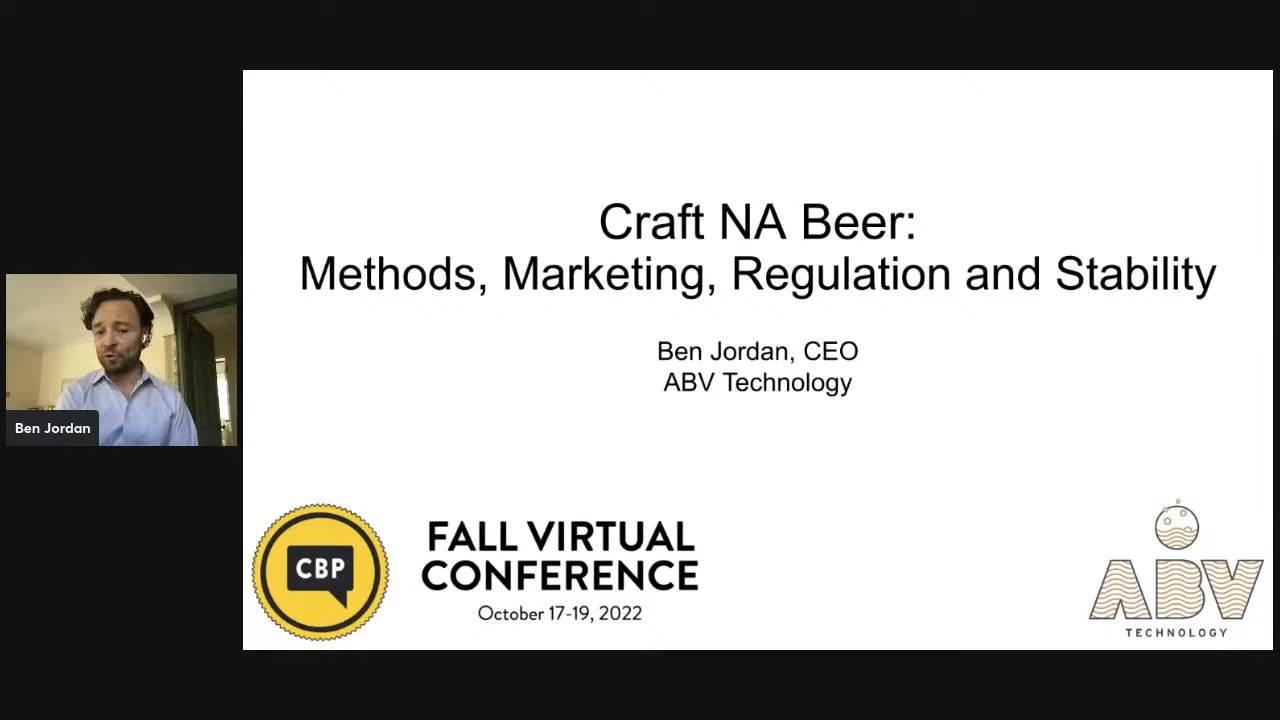 Craft NA Beer:
Methods, Marketing, Regulation and Stability
Ben Jordan, CEO
ABV Technology
Ben Jordan
CBP
FALL VIRTUAL
CONFERENCE
October 17-19, 2022
ABV
TECHNOLOGY